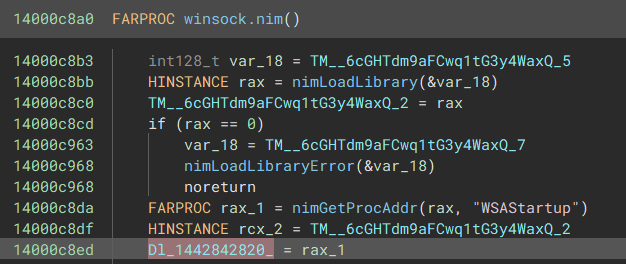 14000c8a0 FARPROC winsock.nim()
14000c8b3 int128_t var_18 = TM__6cGHTdm9aFCwq1tG3y4WaxQ_5
14000c8bb HINSTANCE rax = nimLoadLibrary(&var_18)
14000c8c0 TM__6cGHTdm9aFCwq1tG3y4WaxQ_2 = rax
14000c8cd if (rax == 0)
14000c963 var_18 = TM__6cGHTdm9aFCwq1tG3y4WaxQ_7
14000c968 nimLoadLibraryError(&var_18)
14000c968 noreturn
14000c8da FARPROC rax_1 = nimGetProcAddr(rax, "WSAStartup")
14000c8df HINSTANCE rcx_2 = TM__6cGHTdm9aFCwq1tG3y4WaxQ_2
14000c8ed Dl_1442842820_ = rax_1